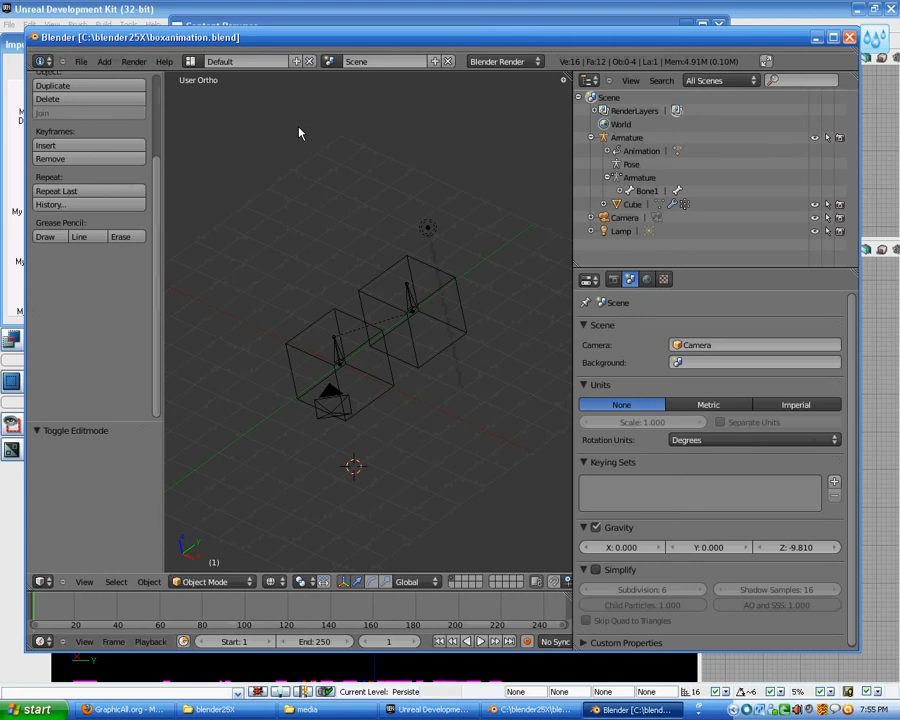 Unreal Development Kit (32-bit)
Blender [C:\blender25X\boxanimation.blend]
File Add Render Help
Default
Scene
Blender Render
Ve:16 | Fa:12 | Ob:0-4 | La:1 | Mem:4.91M (0.10M)
Duplicate
Delete
Join
Keyframes:
Insert
Remove
Repeat:
Repeat Last
History...
Grease Pencil:
Draw Line Erase
Toggle Editmode
User Ortho
(1)
View Select Object
Object Mode
Global
20 40 60 80 100 120 140 160 180 200 220 240
View Frame Playback
Start: 1
End: 250
1
No Sync
View Search
All Scenes
Scene
RenderLayers
World
Armature
Animation
Pose
Armature
Bone1
Cube
Camera
Lamp
Scene
Scene
Camera:
Camera
Background:
Units
None Metric Imperial
Scale: 1.000
Separate Units
Rotation Units:
Degrees
Keying Sets
Gravity
X: 0.000
Y: 0.000
Z: -9.810
Simplify
Subdivision: 6
Shadow Samples: 16
Child Particles: 1.000
AO and SSS: 1.000
Skip Quad to Triangles
Custom Properties
Current Level: Persiste
None None None None
16
6
5%
start
GraphicAll.org - Moz...
blender25X
media
Unreal Developme...
C:\blender25X\ble...
Blender [C:\blend...
7:55 PM